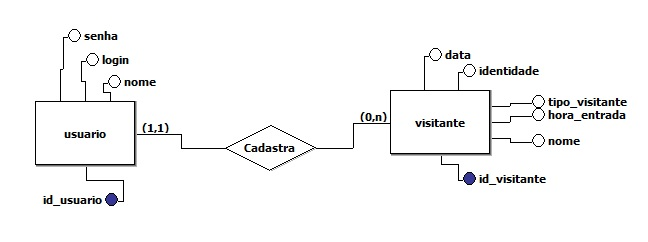 senha
login
nome
usuario
id_usuario
(1,1)
Cadastra
(0,n)
data
identidade
visitante
tipo_visitante
hora_entrada
nome
id_visitante